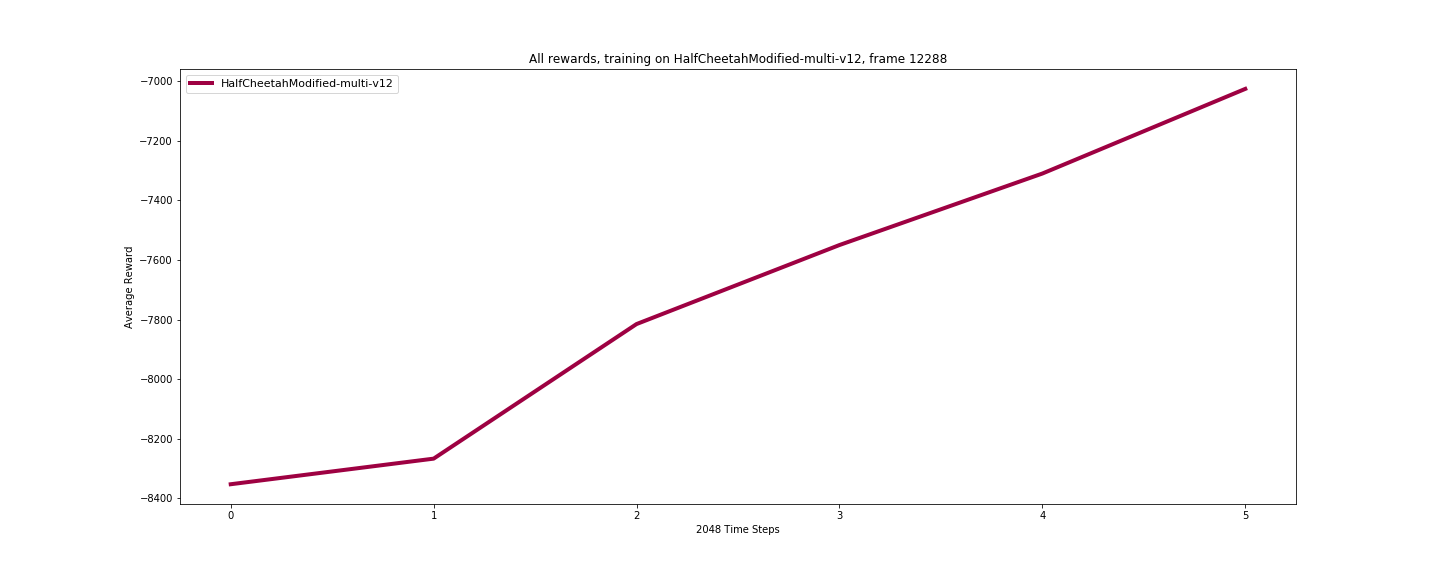 All rewards, training on HalfCheetahModified-multi-v12, frame 12288
HalfCheetahModified-multi-v12
Average Reward
−7000
−7200
−7400
−7600
−7800
−8000
−8200
−8400
0 1 2 3 4 5
2048 Time Steps